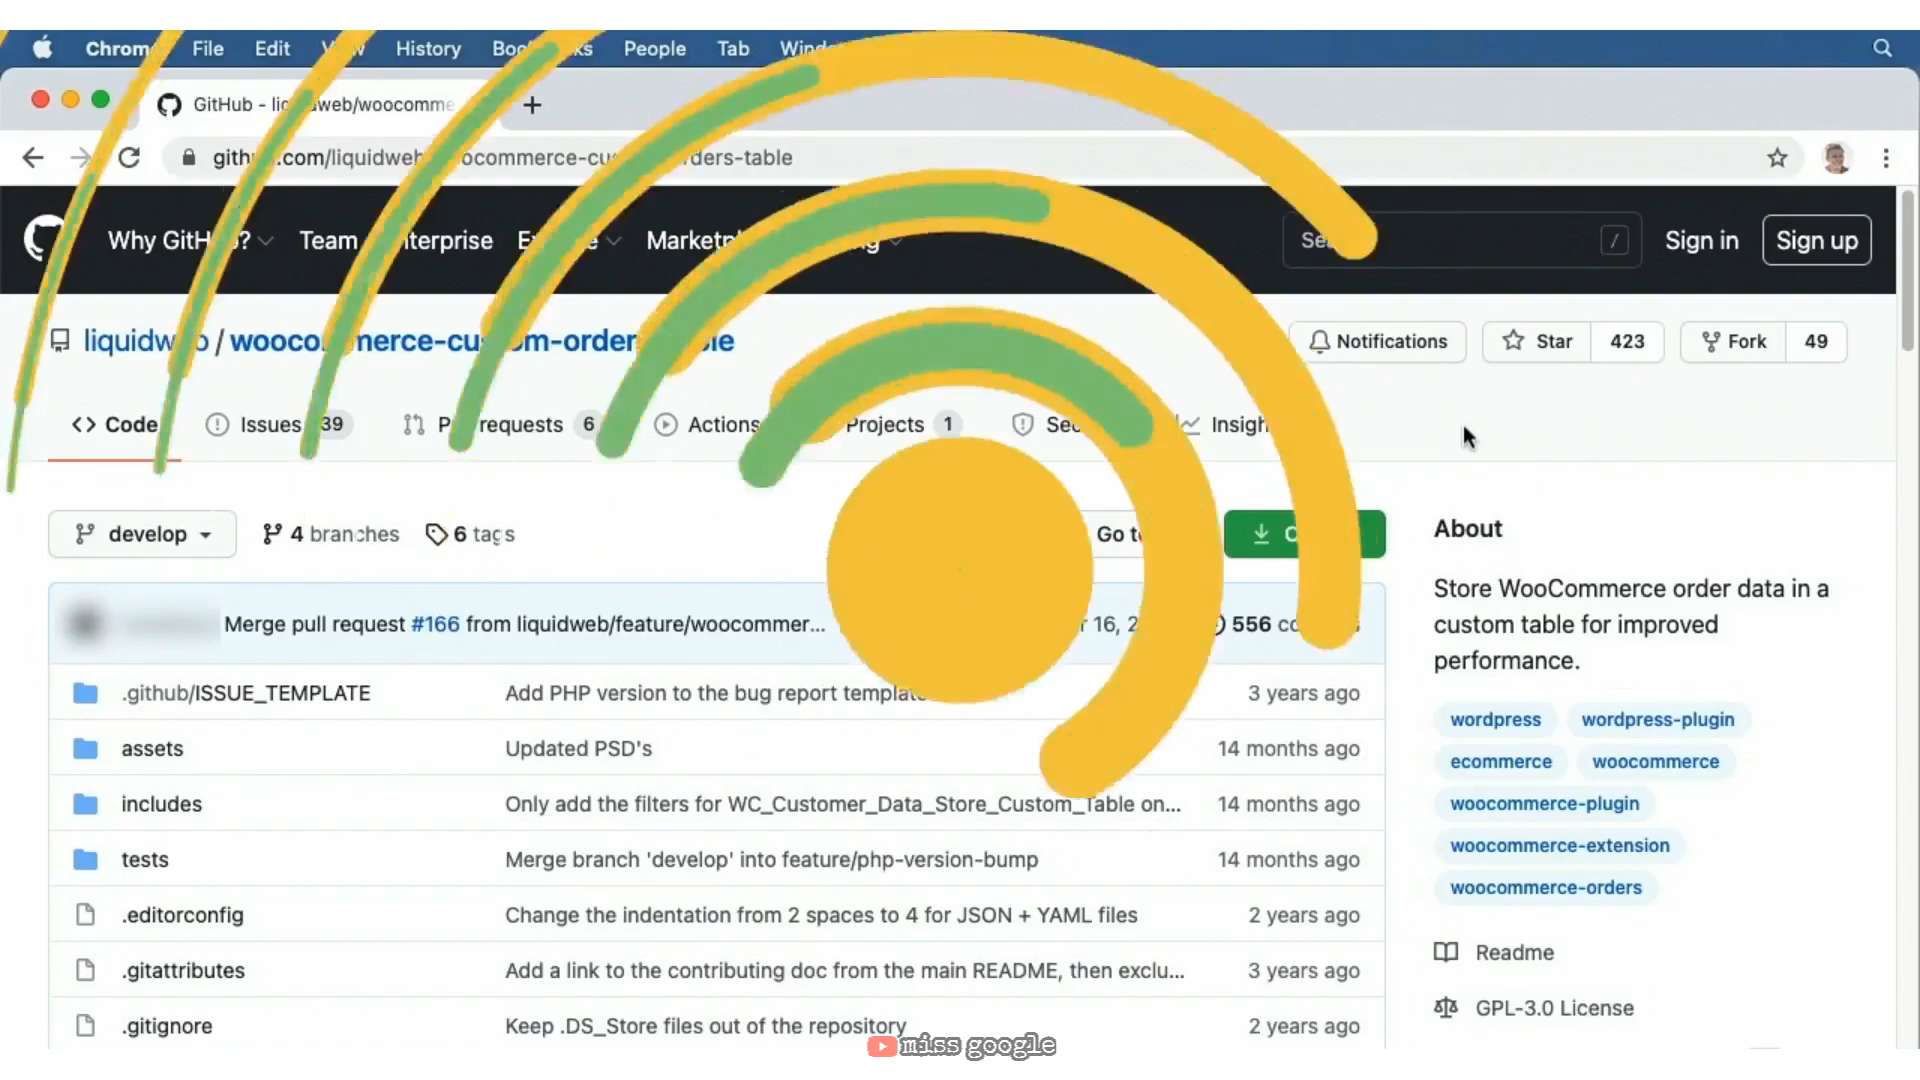 Chrom File Edit History People Tab
GitHub - li web/woocomme
.com/liquidweb ocommerce-cu rders-table
Why GitH ? Team terprise Marketp
Sign in Sign up
liquidw / wooco merce-cu m-order
Notifications Star 423 Fork 49
Code Issues 39 P requests 6 Actions Projects 1 Insigh
develop 4 branches 6 tags Go to
Merge pull request #166 from liquidweb/feature/woocommer... 16, 2 556
.github/ISSUE_TEMPLATE Add PHP version to the bug report template 3 years ago
assets Updated PSD's 14 months ago
includes Only add the filters for WC_Customer_Data_Store_Custom_Table on... 14 months ago
tests Merge branch 'develop' into feature/php-version-bump 14 months ago
.editorconfig Change the indentation from 2 spaces to 4 for JSON + YAML files 2 years ago
.gitattributes Add a link to the contributing doc from the main README, then exclu... 3 years ago
.gitignore Keep .DS_Store files out of the repository 2 years ago
About
Store WooCommerce order data in a
custom table for improved
performance.
wordpress wordpress-plugin
ecommerce woocommerce
woocommerce-plugin
woocommerce-extension
woocommerce-orders
Readme
GPL-3.0 License
miss google